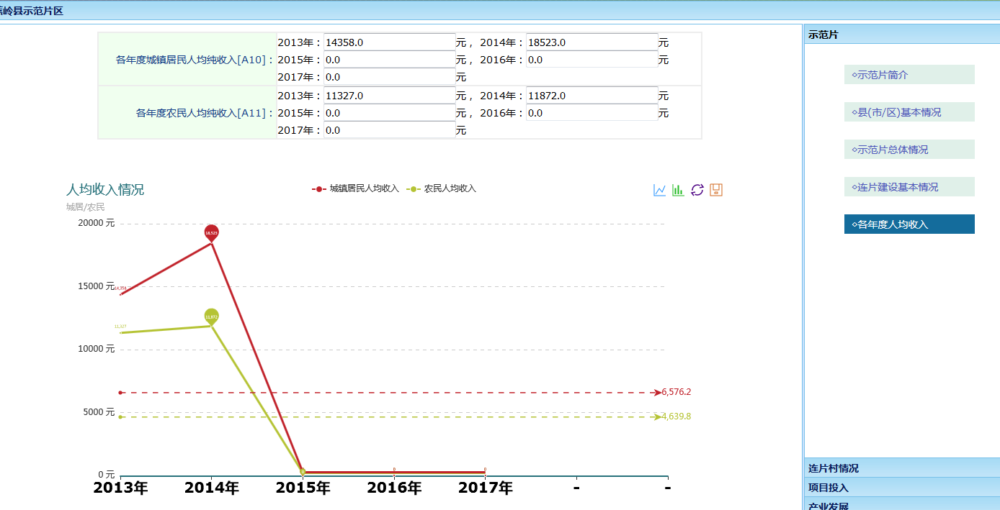 蕉岭县示范片区
各年度城镇居民人均纯收入[A10]：
2013年：14358.0元，2014年：18523.0元
2015年：0.0元，2016年：0.0元
2017年：0.0元
各年度农民人均纯收入[A11]：
2013年：11327.0元，2014年：11872.0元
2015年：0.0元，2016年：0.0元
2017年：0.0元
人均收入情况
城居/农民
城镇居民人均收入
农民人均收入
20000 元
15000 元
10000 元
5000 元
0 元
18,523
14,358
11,872
11,327
6,576.2
4,639.8
0
0
0
2013年
2014年
2015年
2016年
2017年
-
-
示范片
◇示范片简介
◇县(市/区)基本情况
◇示范片总体情况
◇连片建设基本情况
◇各年度人均收入
连片村情况
项目投入
产业发展